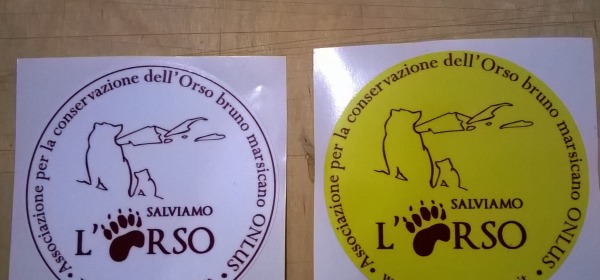 • Associazione per la conservazione dell'Orso bruno marsicano ONLUS •
SALVIAMO
L'ORSO
• Associazione per la conservazione dell'Orso bruno marsicano ONLUS •
SALVIAMO
L'ORSO